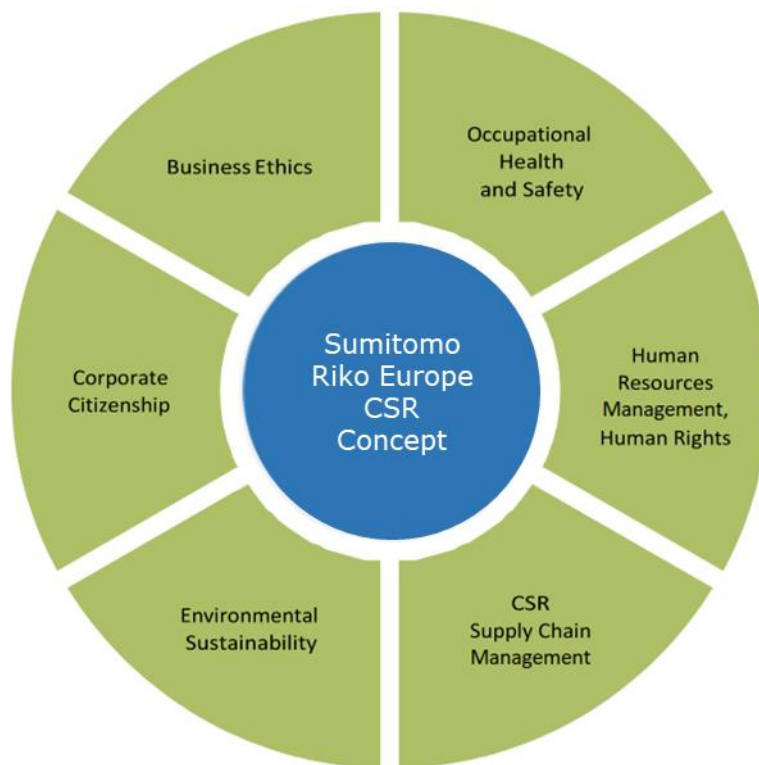 Business Ethics
Occupational
Health
and Safety
Corporate
Citizenship
Sumitomo
Riko Europe
CSR
Concept
Human
Resources
Management,
Human Rights
Environmental
Sustainability
CSR
Supply Chain
Management